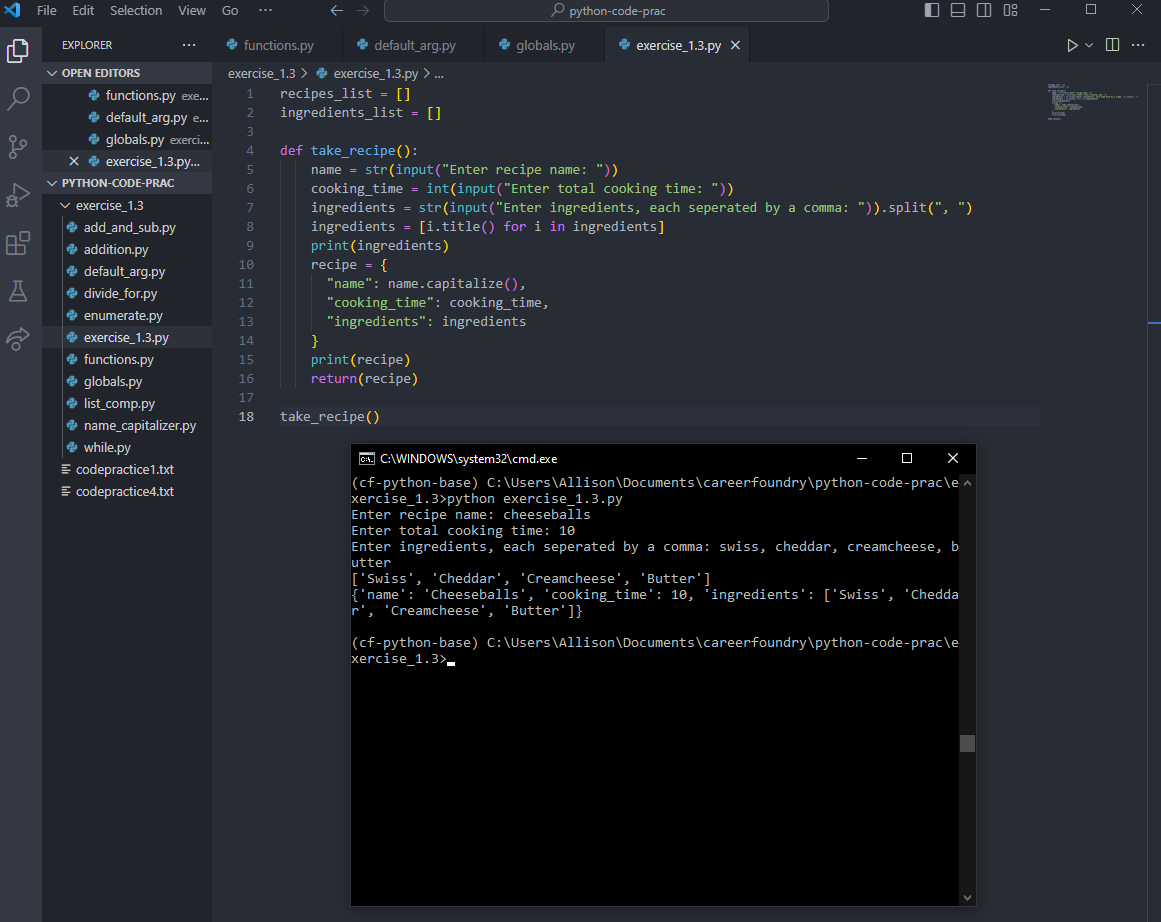 File Edit Selection View Go ··· python-code-prac
EXPLORER ···
OPEN EDITORS
functions.py exe...
default_arg.py e...
globals.py exerci...
exercise_1.3.py...
PYTHON-CODE-PRAC
exercise_1.3
add_and_sub.py
addition.py
default_arg.py
divide_for.py
enumerate.py
exercise_1.3.py
functions.py
globals.py
list_comp.py
name_capitalizer.py
while.py
codepractice1.txt
codepractice4.txt
functions.py default_arg.py globals.py exercise_1.3.py
exercise_1.3 > exercise_1.3.py > ...
1 recipes_list = []
2 ingredients_list = []
3
4 def take_recipe():
5 name = str(input("Enter recipe name: "))
6 cooking_time = int(input("Enter total cooking time: "))
7 ingredients = str(input("Enter ingredients, each seperated by a comma: ")).split(", ")
8 ingredients = [i.title() for i in ingredients]
9 print(ingredients)
10 recipe = {
11 "name": name.capitalize(),
12 "cooking_time": cooking_time,
13 "ingredients": ingredients
14 }
15 print(recipe)
16 return(recipe)
17
18 take_recipe()
C:\WINDOWS\system32\cmd.exe
(cf-python-base) C:\Users\Allison\Documents\careerfoundry\python-code-prac\e
xercise_1.3>python exercise_1.3.py
Enter recipe name: cheeseballs
Enter total cooking time: 10
Enter ingredients, each seperated by a comma: swiss, cheddar, creamcheese, b
utter
['Swiss', 'Cheddar', 'Creamcheese', 'Butter']
{'name': 'Cheeseballs', 'cooking_time': 10, 'ingredients': ['Swiss', 'Chedda
r', 'Creamcheese', 'Butter']}
(cf-python-base) C:\Users\Allison\Documents\careerfoundry\python-code-prac\e
xercise_1.3>